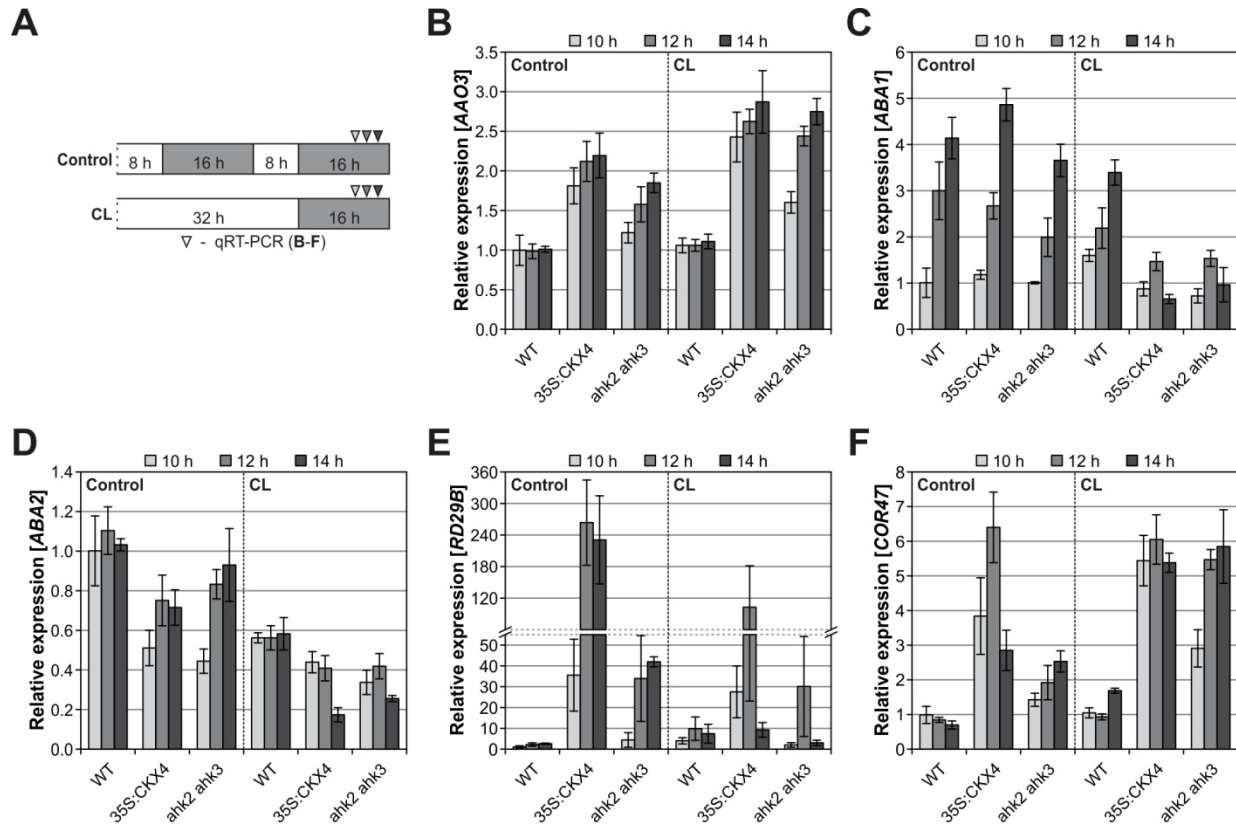 A
Control
8 h
16 h
8 h
16 h
CL
32 h
16 h
▽ - qRT-PCR (B-F)
B
10 h 12 h 14 h
Control CL
Relative expression [AAO3]
3.5
3.0
2.5
2.0
1.5
1.0
0.5
0.0
WT
35S:CKX4
ahk2 ahk3
WT
35S:CKX4
ahk2 ahk3
C
10 h 12 h 14 h
Control CL
Relative expression [ABA1]
6
5
4
3
2
1
0
WT
35S:CKX4
ahk2 ahk3
WT
35S:CKX4
ahk2 ahk3
D
10 h 12 h 14 h
Control CL
Relative expression [ABA2]
1.4
1.2
1.0
0.8
0.6
0.4
0.2
0.0
WT
35S:CKX4
ahk2 ahk3
WT
35S:CKX4
ahk2 ahk3
E
10 h 12 h 14 h
Control CL
Relative expression [RD29B]
360
300
240
180
120
50
40
30
20
10
0
WT
35S:CKX4
ahk2 ahk3
WT
35S:CKX4
ahk2 ahk3
F
10 h 12 h 14 h
Control CL
Relative expression [COR47]
8
7
6
5
4
3
2
1
0
WT
35S:CKX4
ahk2 ahk3
WT
35S:CKX4
ahk2 ahk3